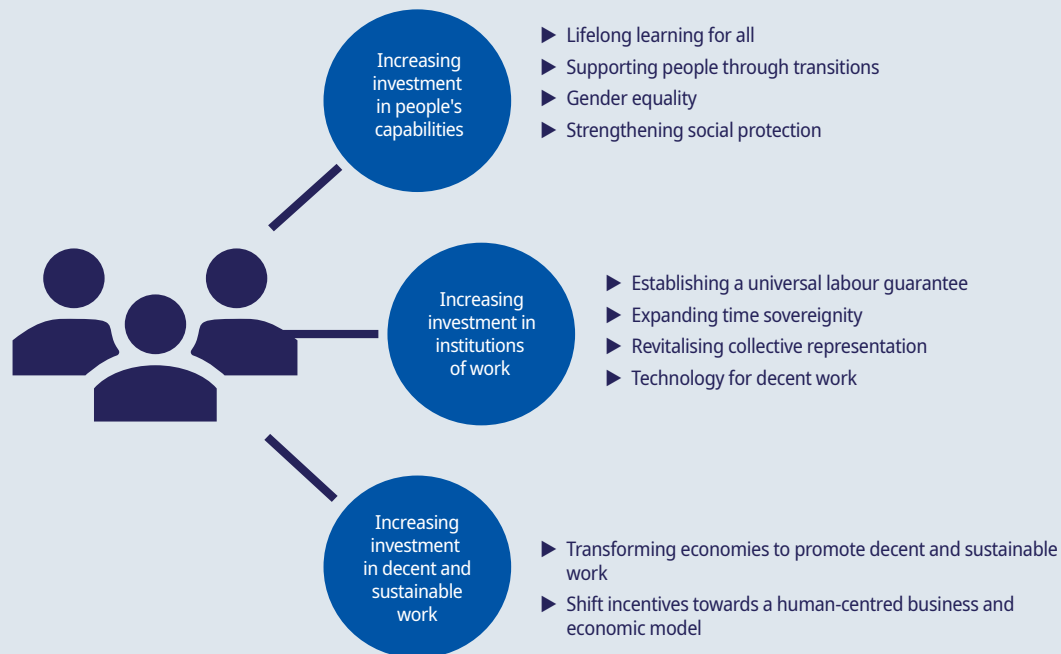 Increasing
investment
in people's
capabilities
▶ Lifelong learning for all
▶ Supporting people through transitions
▶ Gender equality
▶ Strengthening social protection
Increasing
investment in
institutions
of work
▶ Establishing a universal labour guarantee
▶ Expanding time sovereignity
▶ Revitalising collective representation
▶ Technology for decent work
Increasing
investment
in decent and
sustainable
work
▶ Transforming economies to promote decent and sustainable
work
▶ Shift incentives towards a human-centred business and
economic model